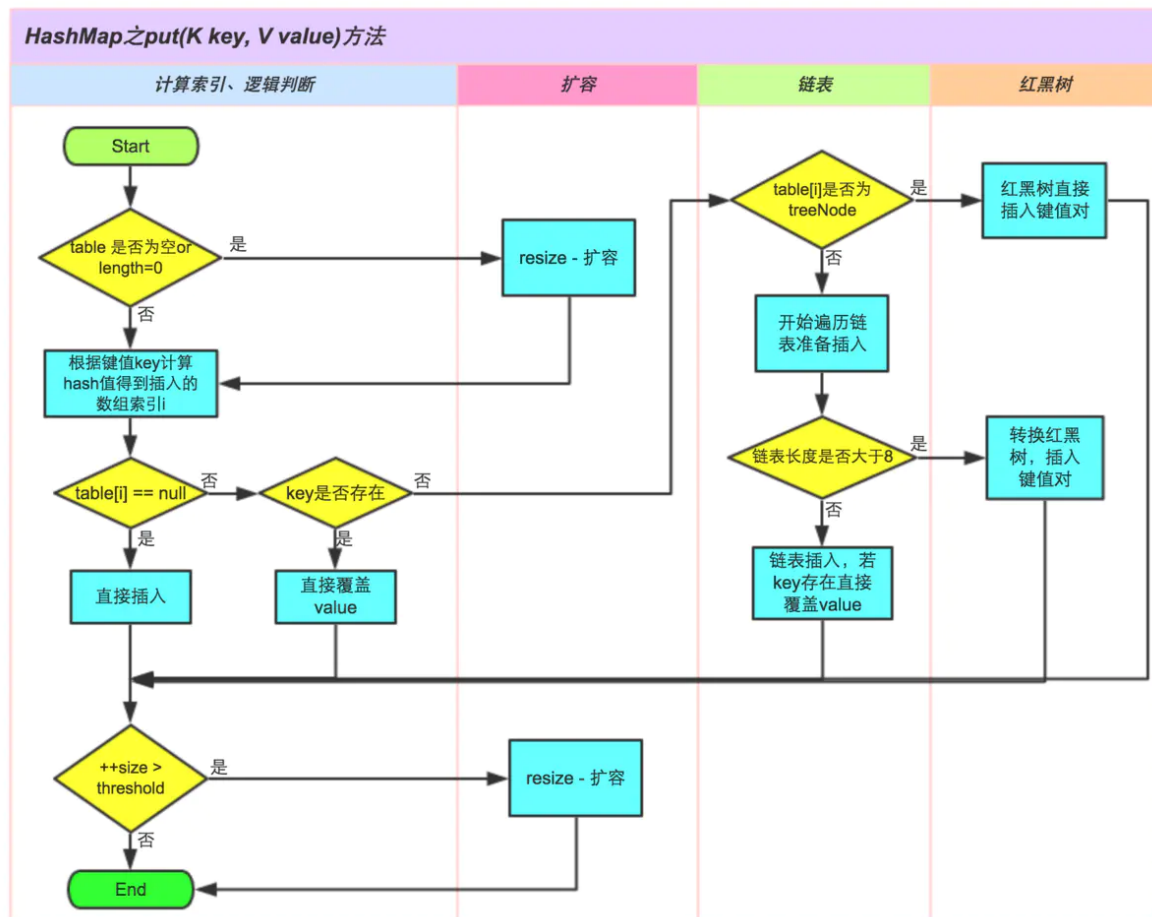 HashMap之put(K key, V value)方法
计算索引、逻辑判断
扩容
链表
红黑树
Start
table 是否为空or
length=0
是
resize - 扩容
否
根据键值key计算
hash值得到插入的
数组索引i
table[i] == null
否
key是否存在
否
是
直接插入
是
直接覆盖
value
table[i]是否为
treeNode
是
红黑树直接
插入键值对
否
开始遍历链
表准备插入
链表长度是否大于8
是
转换红黑
树，插入
键值对
否
链表插入，若
key存在直接
覆盖value
++size >
threshold
是
resize - 扩容
否
End